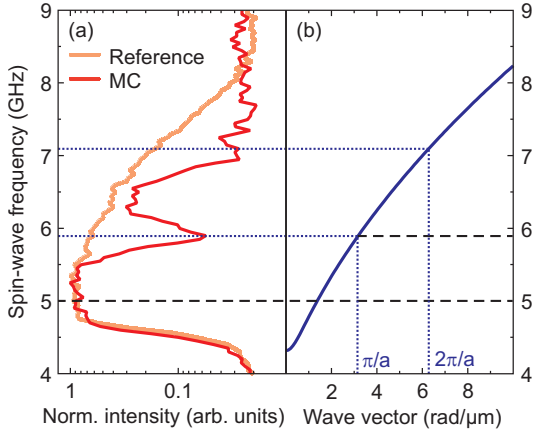 (a)
(b)
Reference
MC
Spin-wave frequency (GHz)
9
8
7
6
5
4
9
8
7
6
5
4
π/a
2π/a
1
0.1
2
4
6
8
Norm. intensity (arb. units)
Wave vector (rad/µm)